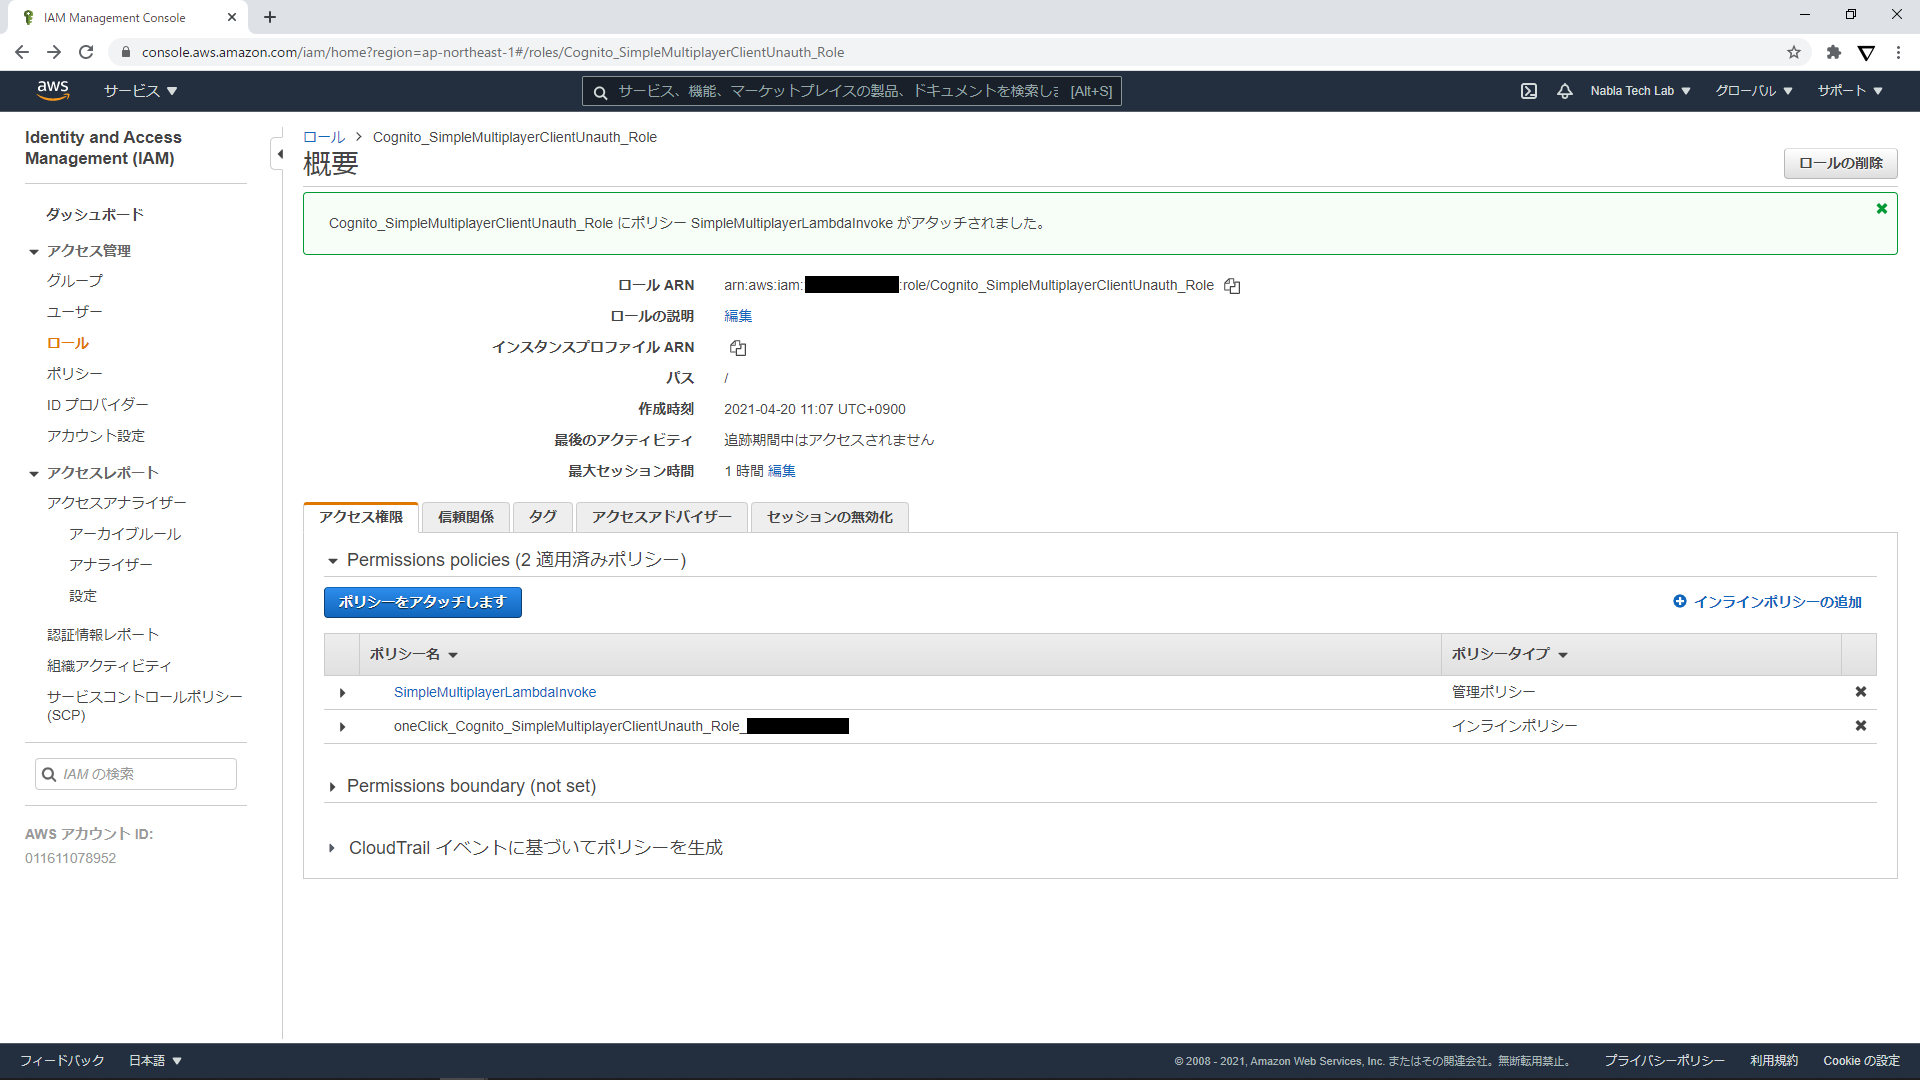 IAM Management Console
console.aws.amazon.com/iam/home?region=ap-northeast-1#/roles/Cognito_SimpleMultiplayerClientUnauth_Role
aws
サービス
サービス、機能、マーケットプレイスの製品、ドキュメントを検索しま [Alt+S]
Nabla Tech Lab
グローバル
サポート
Identity and Access
Management (IAM)
ダッシュボード
アクセス管理
グループ
ユーザー
ロール
ポリシー
ID プロバイダー
アカウント設定
アクセスレポート
アクセスアナライザー
アーカイブルール
アナライザー
設定
認証情報レポート
組織アクティビティ
サービスコントロールポリシー
(SCP)
IAM の検索
AWS アカウント ID:
011611078952
ロール > Cognito_SimpleMultiplayerClientUnauth_Role
概要
ロールの削除
Cognito_SimpleMultiplayerClientUnauth_Role にポリシー SimpleMultiplayerLambdaInvoke がアタッチされました。
ロール ARN arn:aws:iam: :role/Cognito_SimpleMultiplayerClientUnauth_Role
ロールの説明 編集
インスタンスプロファイル ARN
パス /
作成時刻 2021-04-20 11:07 UTC+0900
最後のアクティビティ 追跡期間中はアクセスされません
最大セッション時間 1 時間 編集
アクセス権限
信頼関係
タグ
アクセスアドバイザー
セッションの無効化
Permissions policies (2 適用済みポリシー)
ポリシーをアタッチします
インラインポリシーの追加
ポリシー名 ポリシータイプ
SimpleMultiplayerLambdaInvoke 管理ポリシー
oneClick_Cognito_SimpleMultiplayerClientUnauth_Role_ インラインポリシー
Permissions boundary (not set)
CloudTrail イベントに基づいてポリシーを生成
フィードバック
日本語
© 2008 - 2021, Amazon Web Services, Inc. またはその関連会社。無断転用禁止。
プライバシーポリシー
利用規約
Cookie の設定